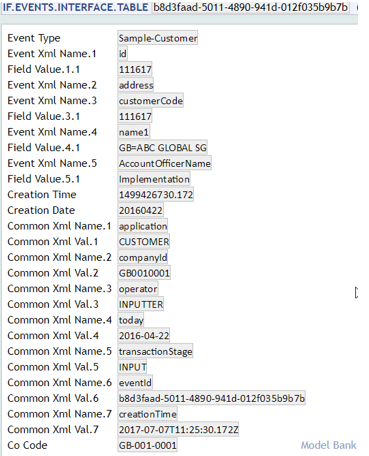 IF.EVENTS.INTERFACE.TABLE b8d3faad-5011-4890-941d-012f035b9b7b
Event Type Sample-Customer
Event Xml Name.1 id
Field Value.1.1 111617
Event Xml Name.2 address
Event Xml Name.3 customerCode
Field Value.3.1 111617
Event Xml Name.4 name1
Field Value.4.1 GB=ABC GLOBAL SG
Event Xml Name.5 AccountOfficerName
Field Value.5.1 Implementation
Creation Time 1499426730.172
Creation Date 20160422
Common Xml Name.1 application
Common Xml Val.1 CUSTOMER
Common Xml Name.2 companyId
Common Xml Val.2 GB0010001
Common Xml Name.3 operator
Common Xml Val.3 INPUTTER
Common Xml Name.4 today
Common Xml Val.4 2016-04-22
Common Xml Name.5 transactionStage
Common Xml Val.5 INPUT
Common Xml Name.6 eventId
Common Xml Val.6 b8d3faad-5011-4890-941d-012f035b9b7b
Common Xml Name.7 creationTime
Common Xml Val.7 2017-07-07T11:25:30.172Z
Co Code GB-001-0001 Model Bank